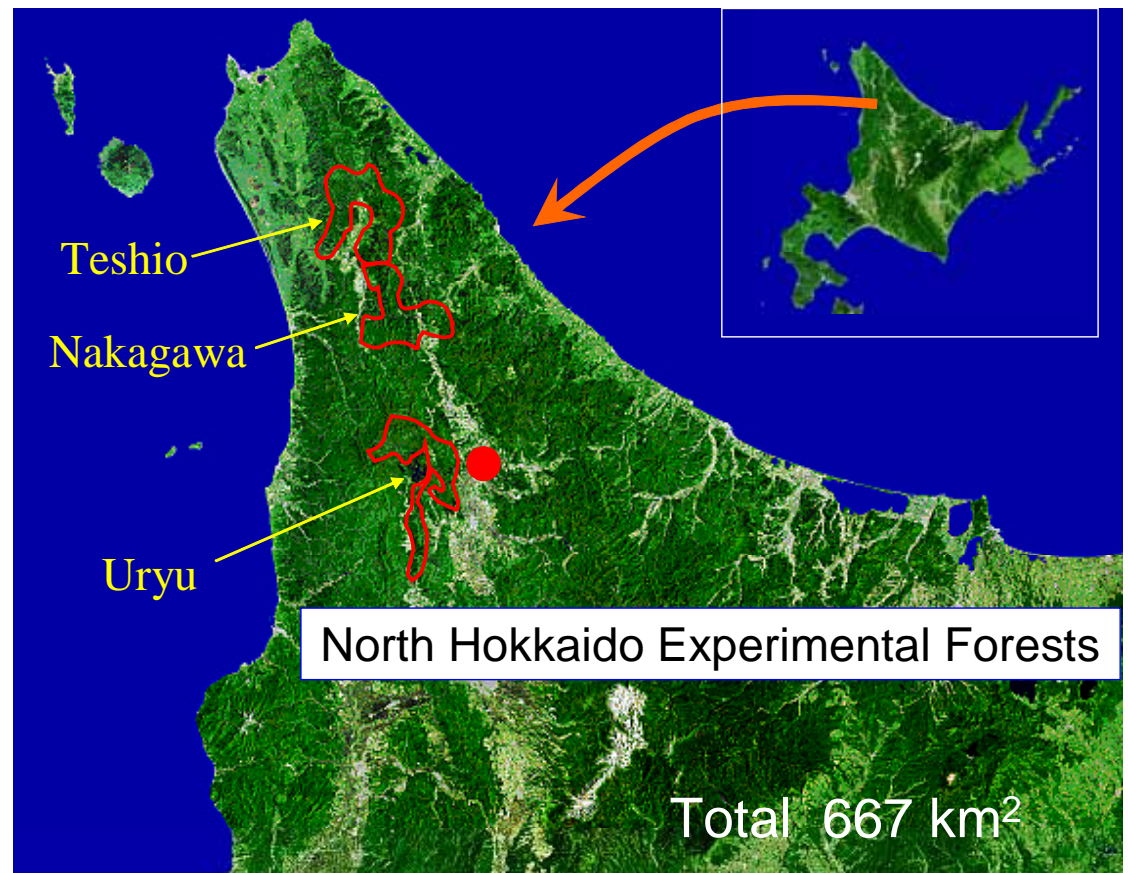 Teshio
Nakagawa
Uryu
North Hokkaido Experimental Forests
Total 667 km²